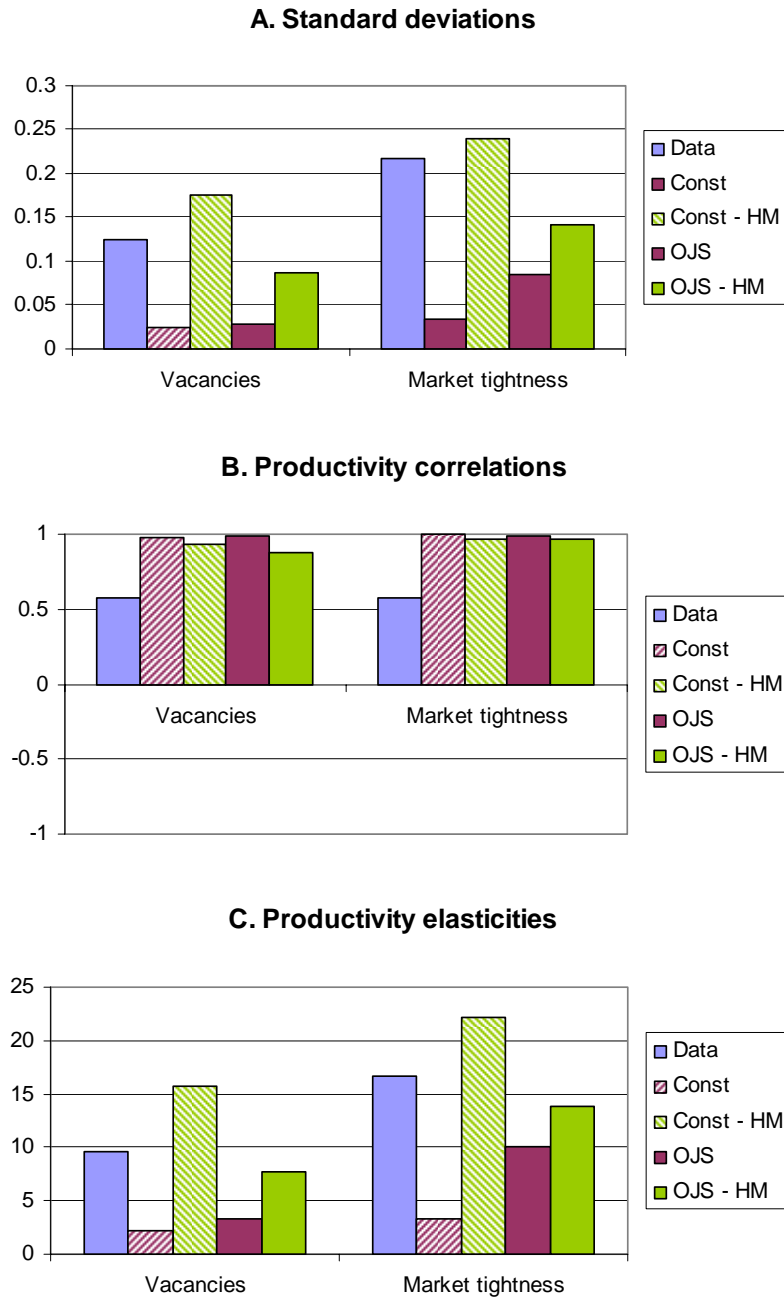 A. Standard deviations
0.3
0.25
0.2
0.15
0.1
0.05
0
Vacancies Market tightness
Data
Const
Const - HM
OJS
OJS - HM
B. Productivity correlations
1
0.5
0
-0.5
-1
Vacancies Market tightness
Data
Const
Const - HM
OJS
OJS - HM
C. Productivity elasticities
25
20
15
10
5
0
Vacancies Market tightness
Data
Const
Const - HM
OJS
OJS - HM